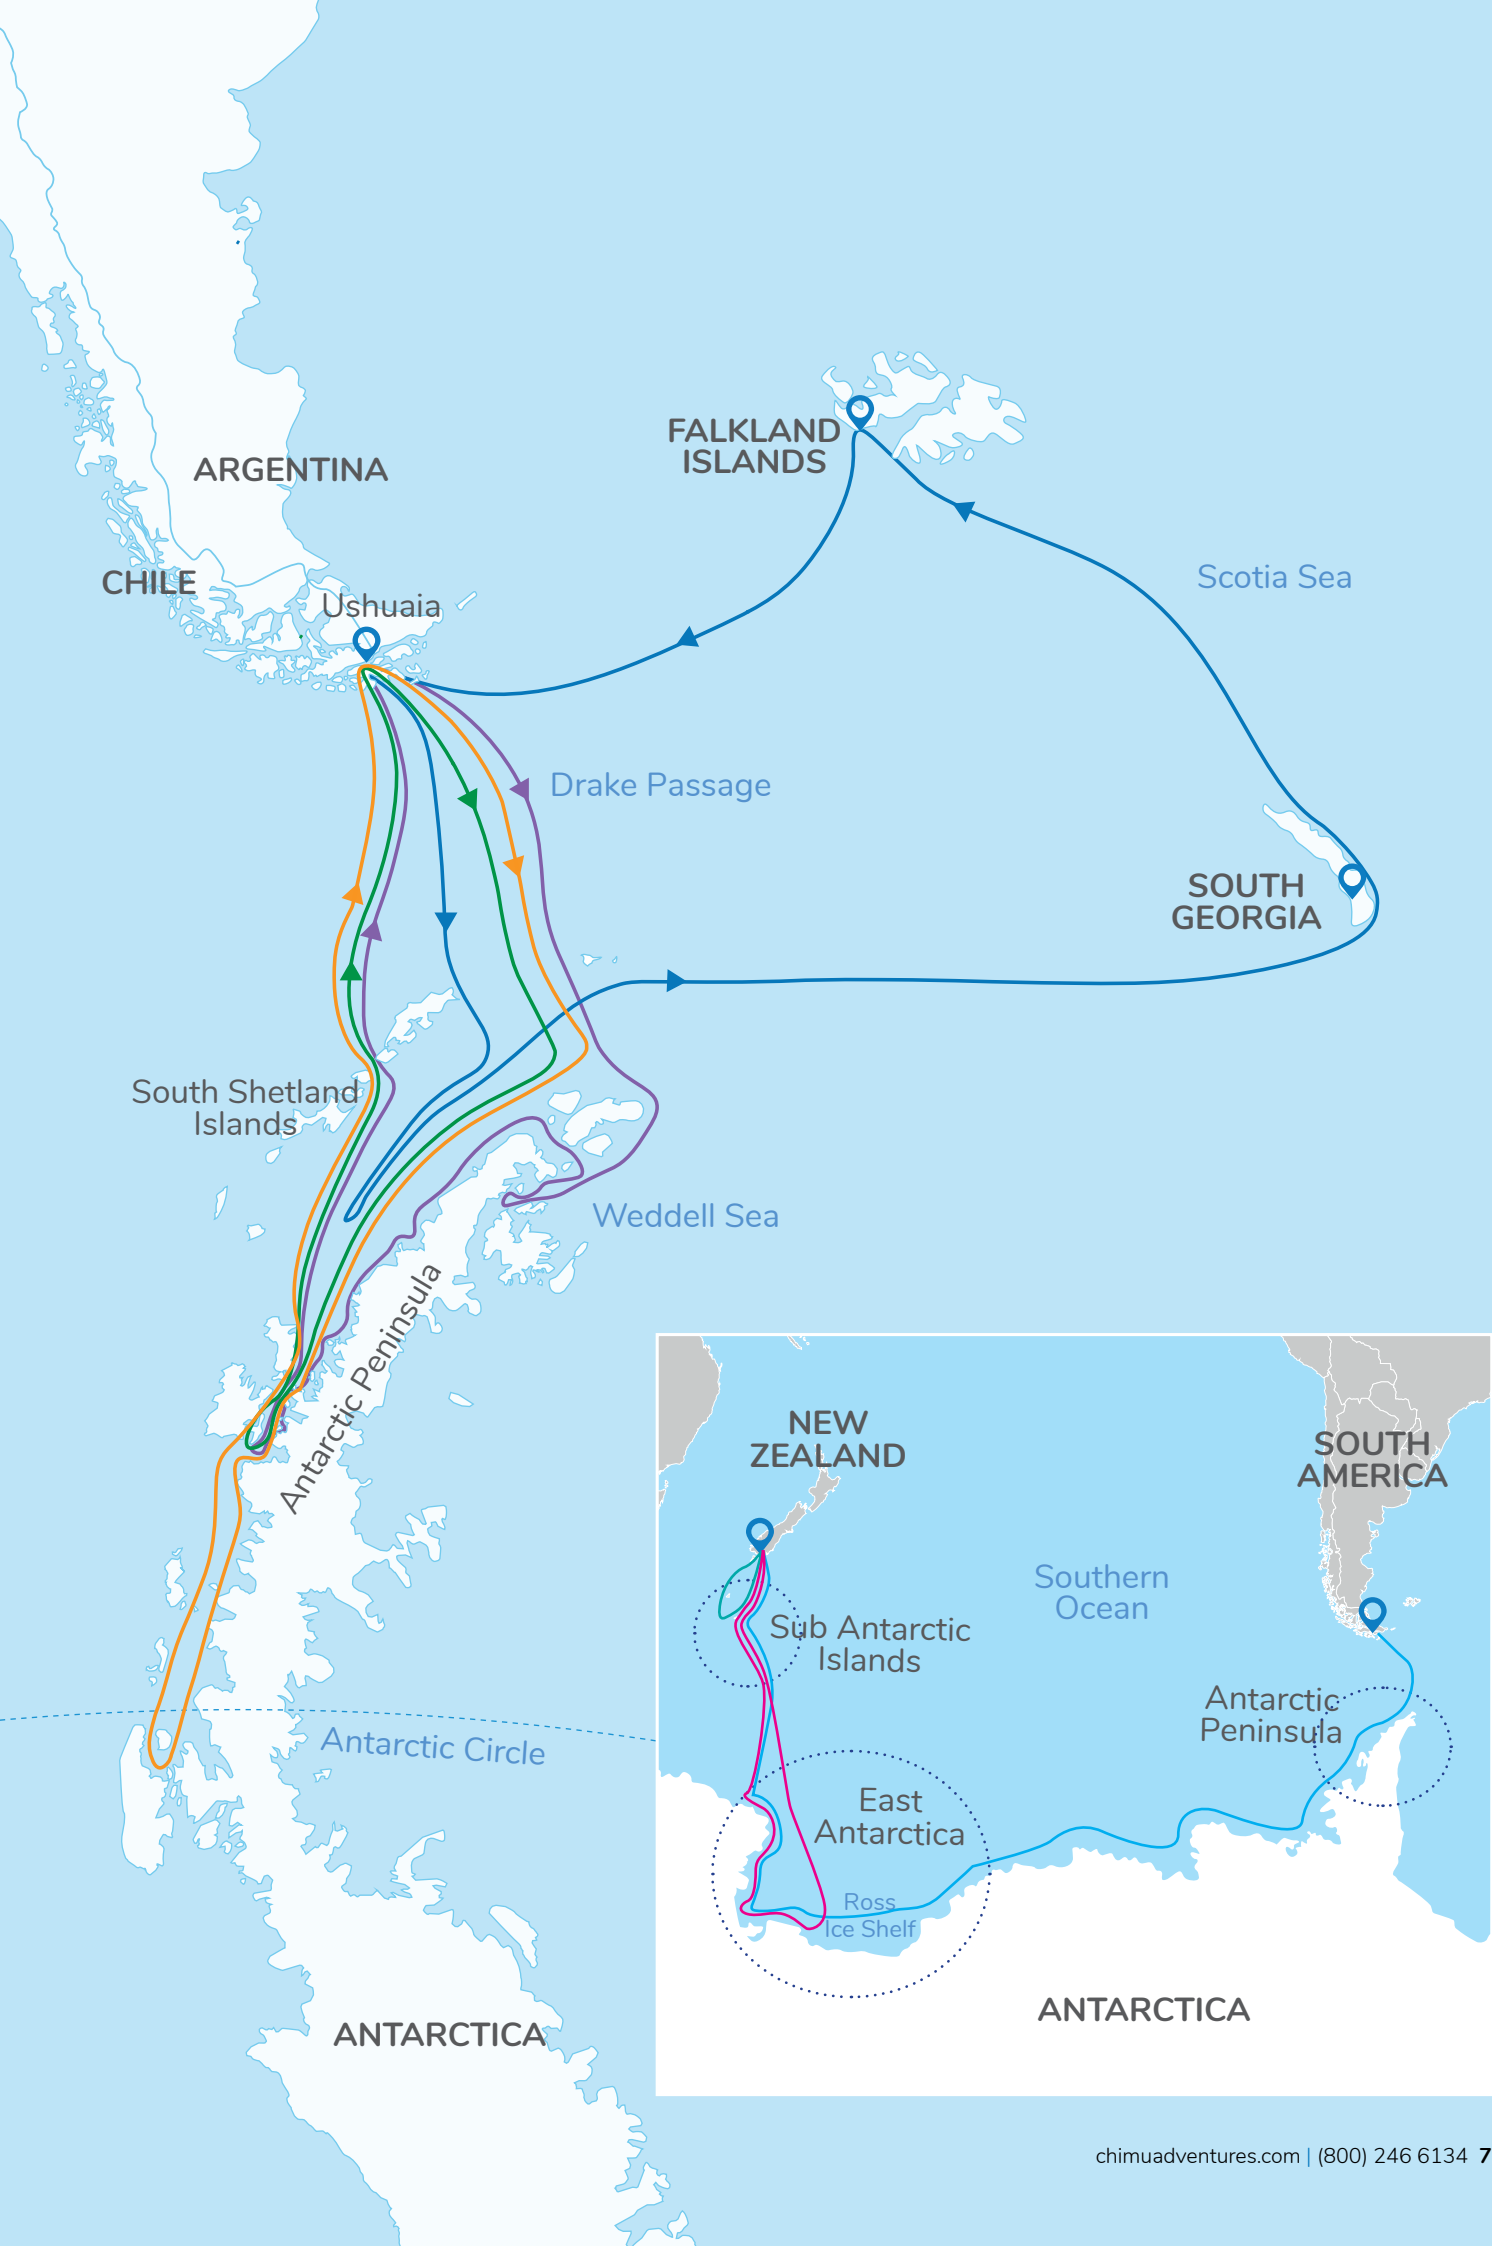 ARGENTINA
CHILE
Ushuaia
FALKLAND
ISLANDS
Scotia Sea
Drake Passage
SOUTH
GEORGIA
South Shetland
Islands
Weddell Sea
Antarctic Peninsula
Antarctic Circle
ANTARCTICA
NEW
ZEALAND
SOUTH
AMERICA
Southern
Ocean
Sub Antarctic
Islands
Antarctic
Peninsula
East
Antarctica
Ross
Ice Shelf
ANTARCTICA
chimuadventures.com | (800) 246 6134 7